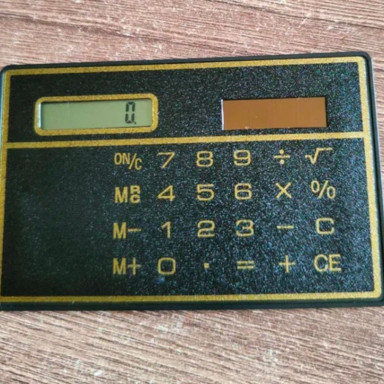 0.
ON/C 7 8 9 ÷ √
MRC 4 5 6 X %
M- 1 2 3 - C
M+ 0 . = + CE